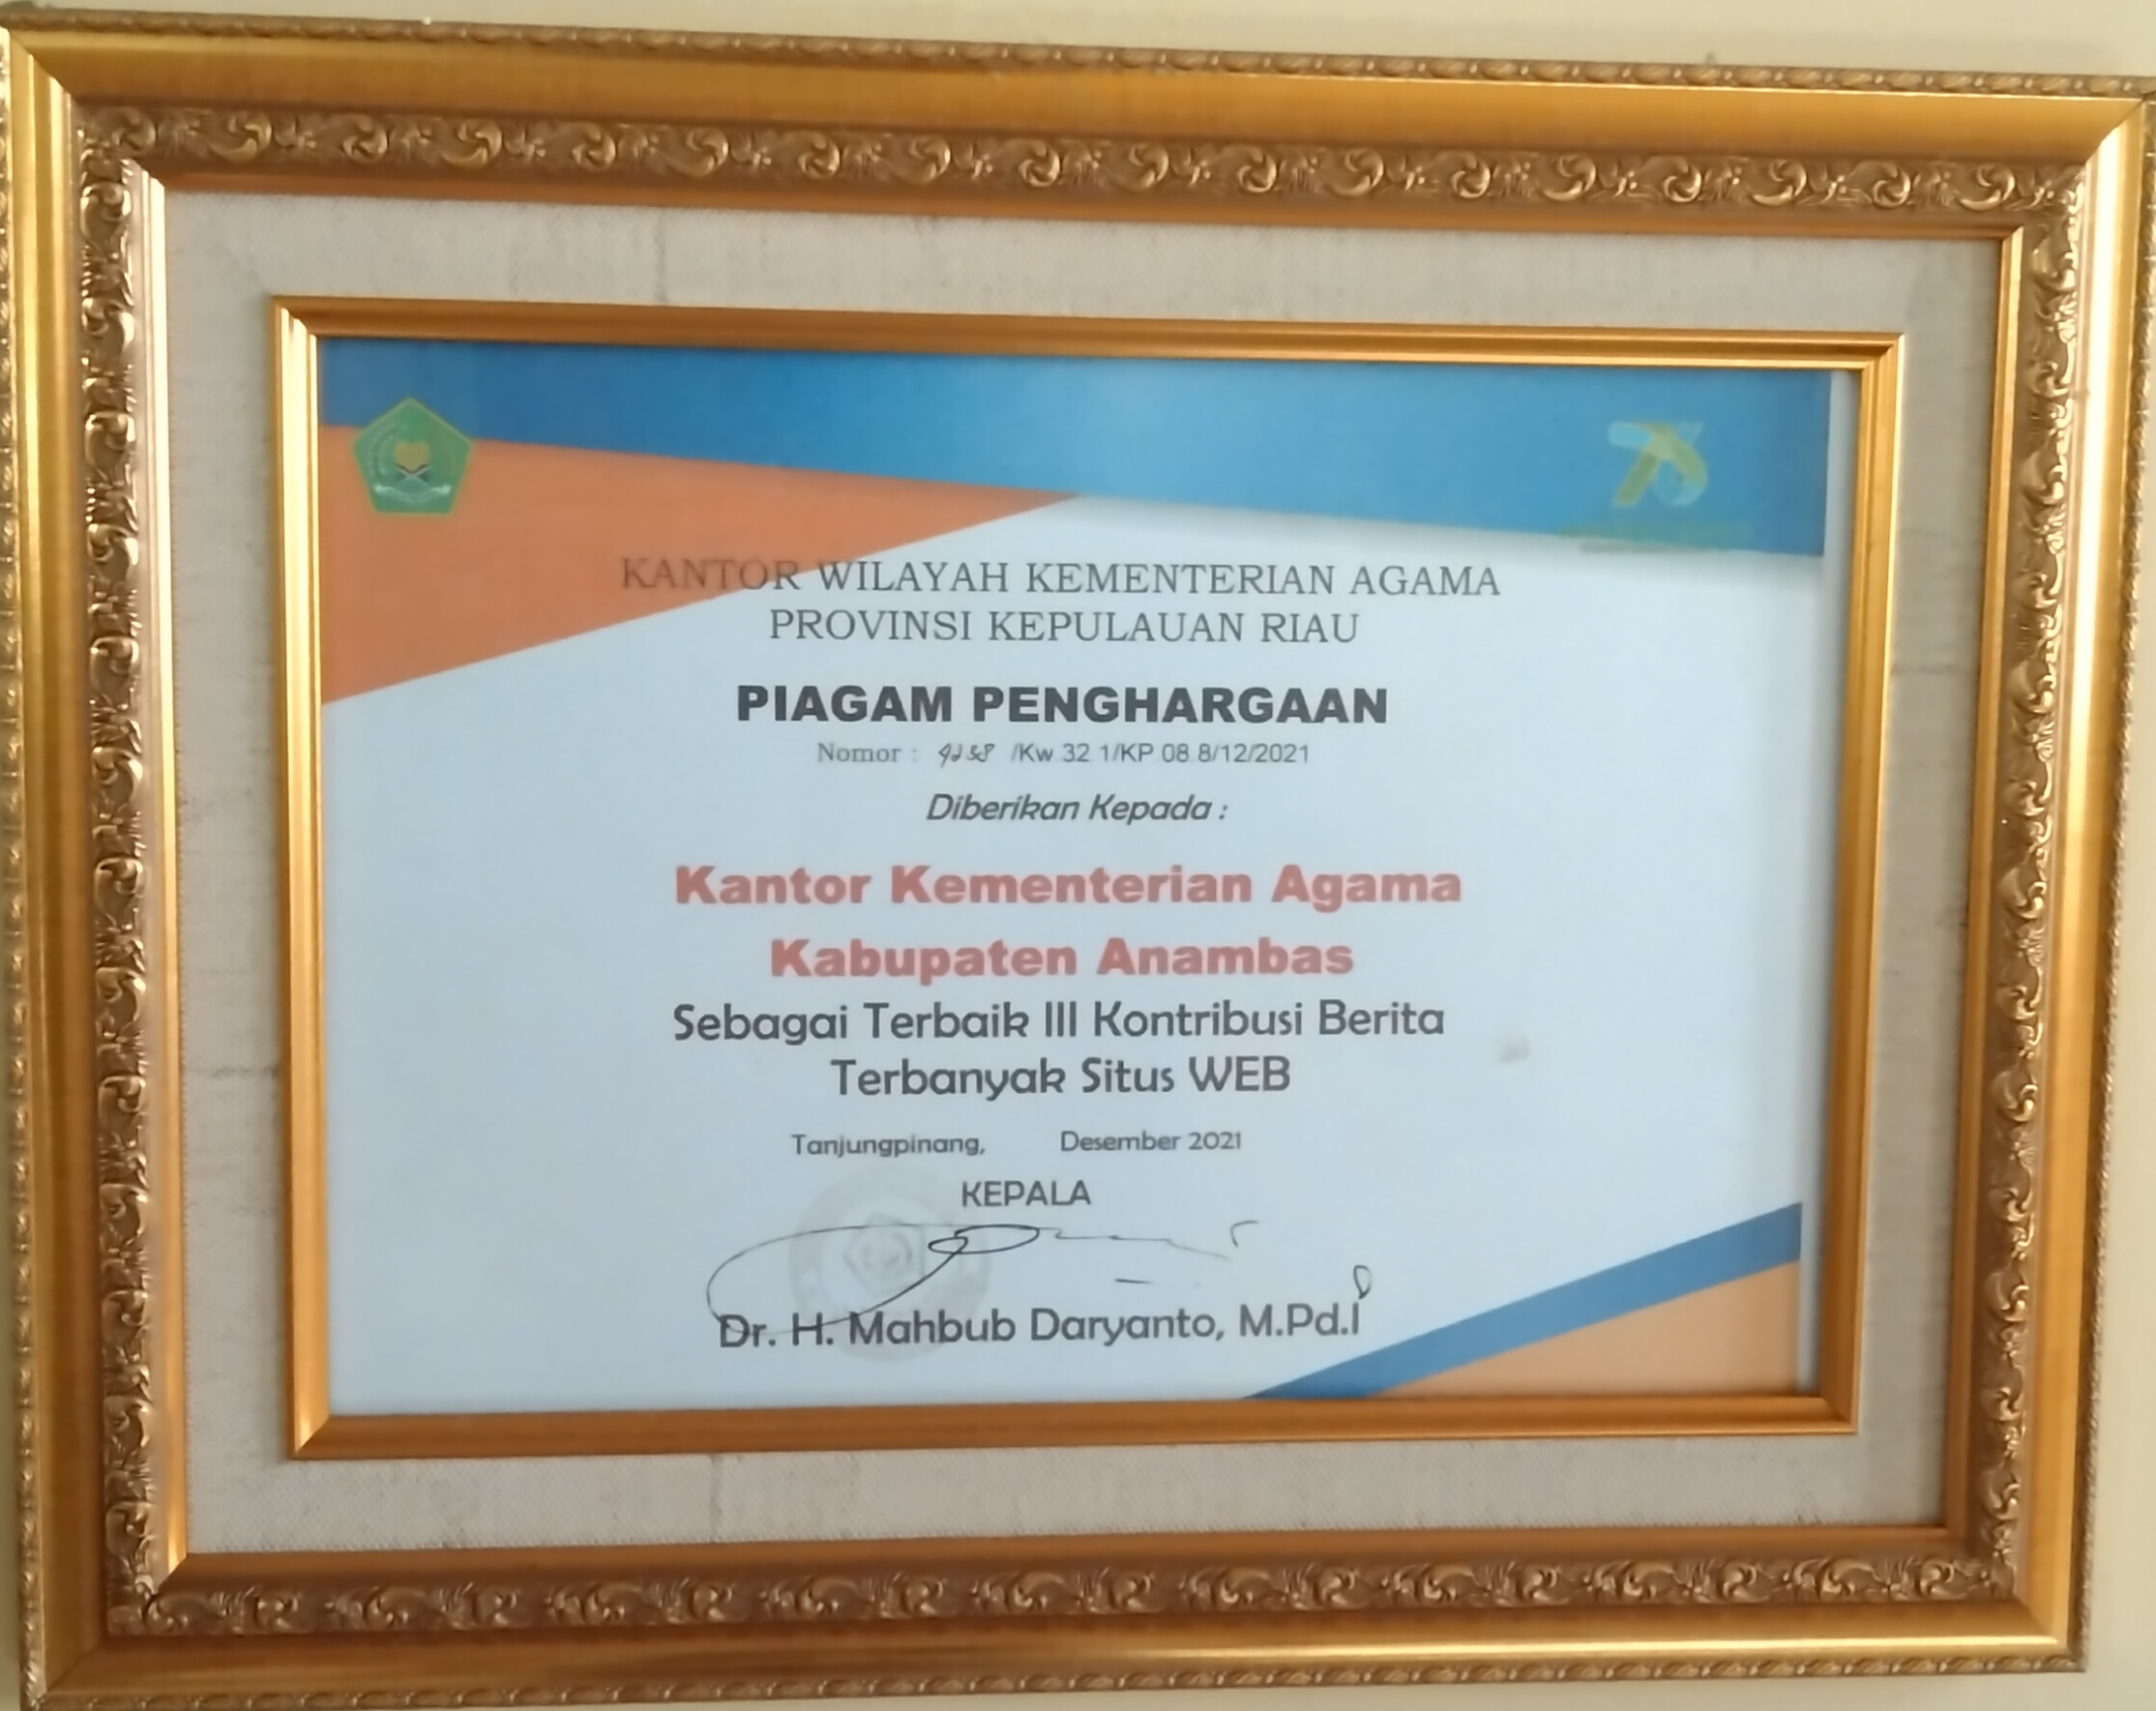 KANTOR WILAYAH KEMENTERIAN AGAMA
PROVINSI KEPULAUAN RIAU
PIAGAM PENGHARGAAN
Nomor : /Kw 32 1/KP 08 8/12/2021
Diberikan Kepada :
Kantor Kementerian Agama
Kabupaten Anambas
Sebagai Terbaik III Kontribusi Berita
Terbanyak Situs WEB
Tanjungpinang, Desember 2021
KEPALA
Dr. H. Mahbub Daryanto, M.Pd.I